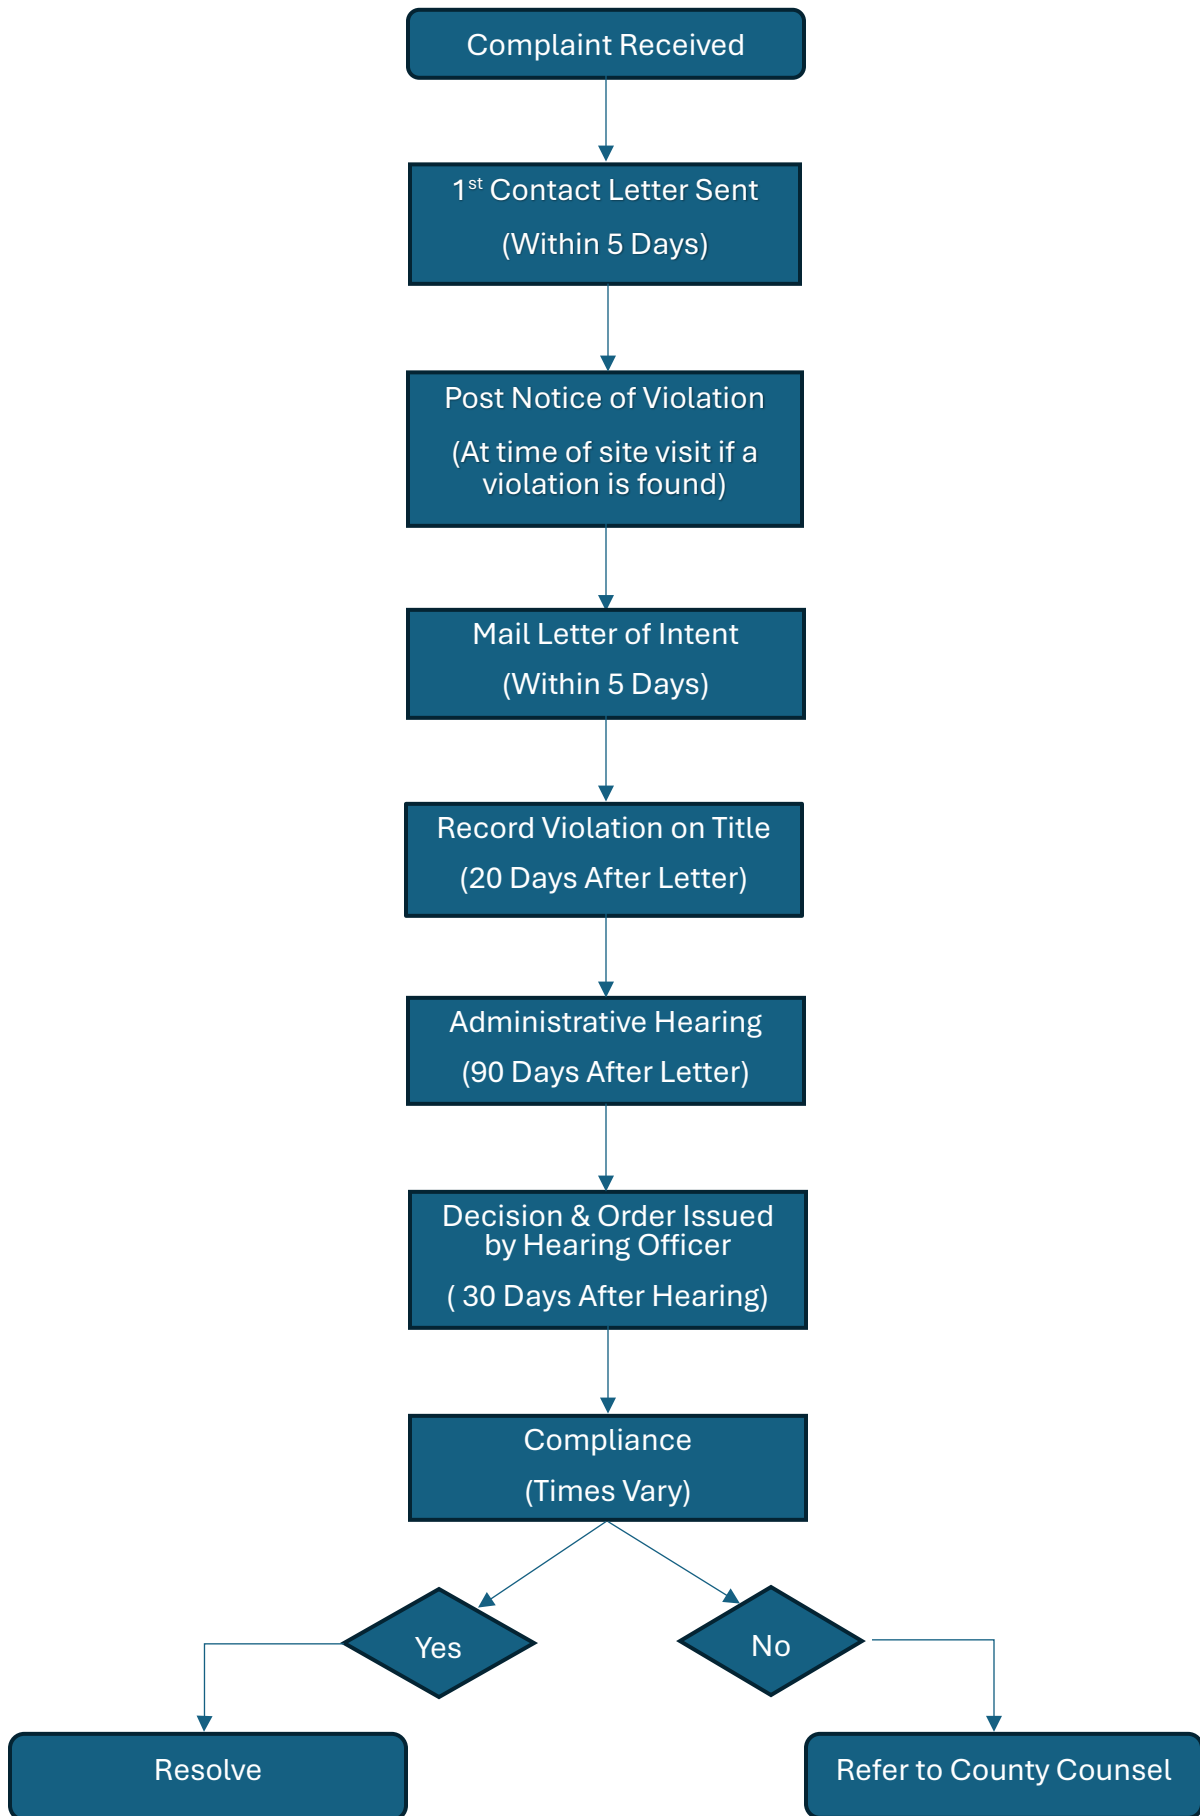 Complaint Received
1st Contact Letter Sent
(Within 5 Days)
Post Notice of Violation
(At time of site visit if a
violation is found)
Mail Letter of Intent
(Within 5 Days)
Record Violation on Title
(20 Days After Letter)
Administrative Hearing
(90 Days After Letter)
Decision & Order Issued
by Hearing Officer
( 30 Days After Hearing)
Compliance
(Times Vary)
Yes
No
Resolve
Refer to County Counsel